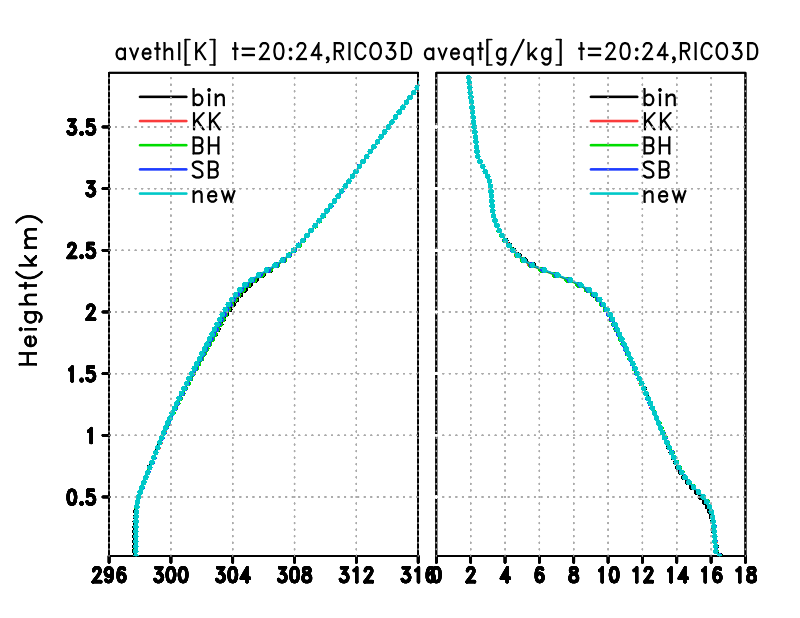 avethl[K] t=20:24,RICO3D aveqt[g/kg] t=20:24,RICO3D
bin
KK
BH
SB
new
bin
KK
BH
SB
new
Height(km)
3.5
3
2.5
2
1.5
1
0.5
296 300 304 308 312 316
0 2 4 6 8 10 12 14 16 18